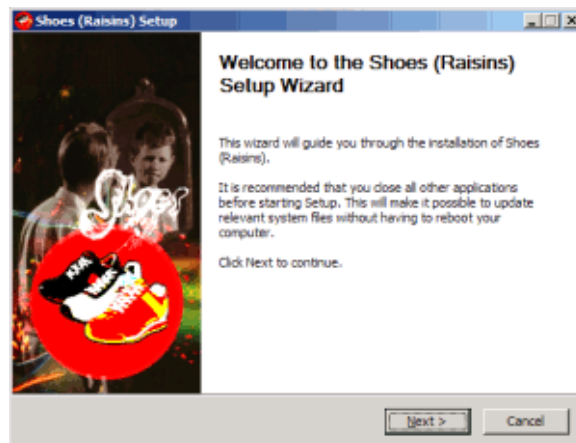 Shoes (Raisins) Setup
Welcome to the Shoes (Raisins)
Setup Wizard
This wizard will guide you through the installation of Shoes
(Raisins).
It is recommended that you close all other applications
before starting Setup. This will make it possible to update
relevant system files without having to reboot your
computer.
Click Next to continue.
Shoes
Next >
Cancel